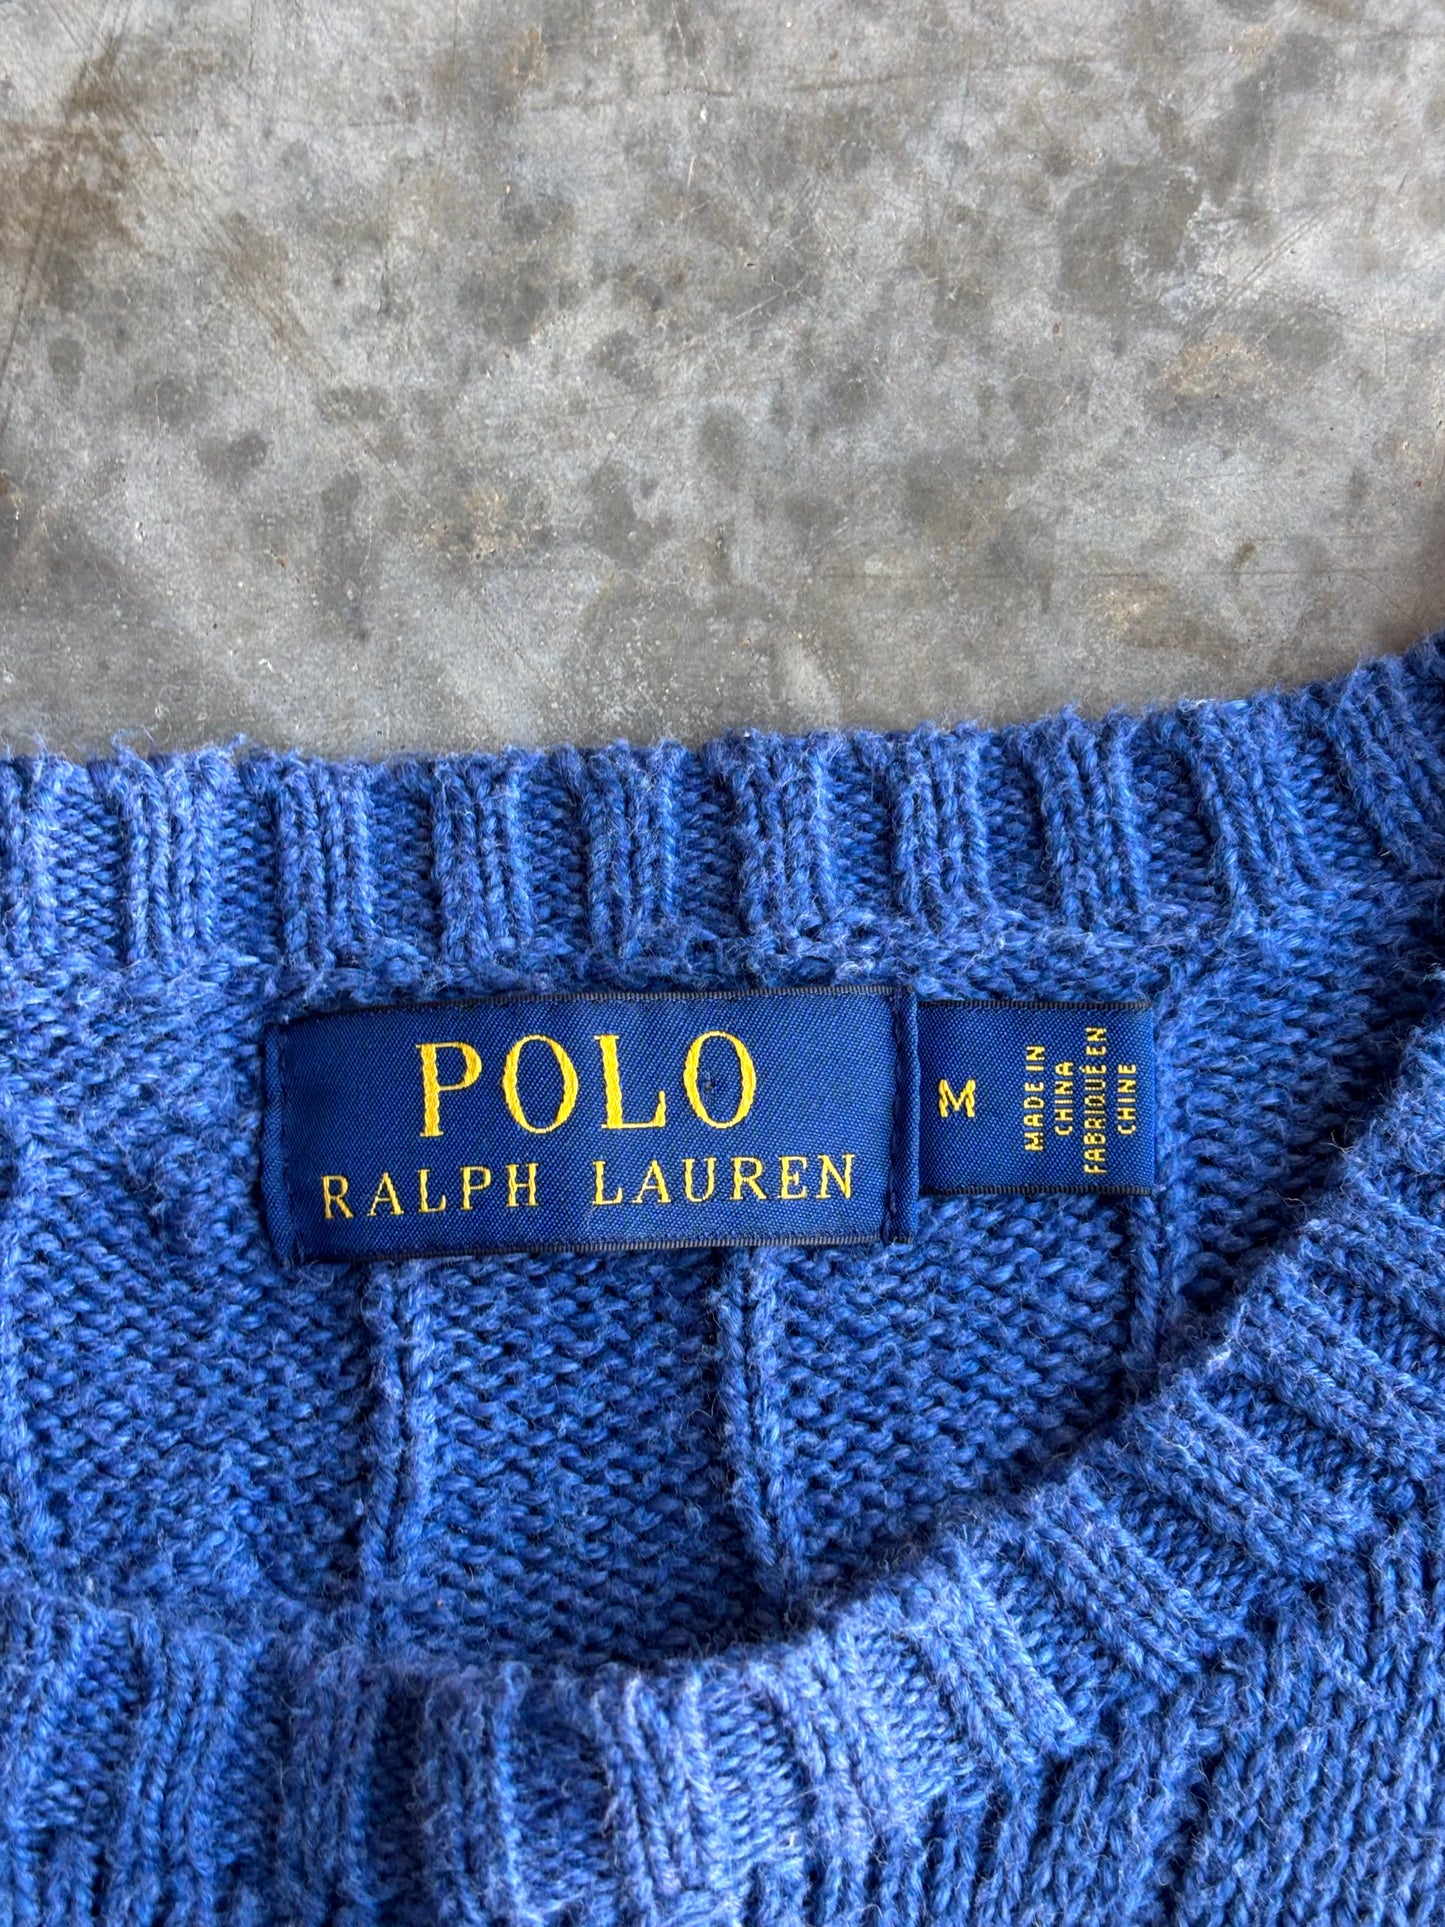 POLO
RALPH LAUREN
M
MADE IN
CHINA
FABRIQUÉ EN
CHINE